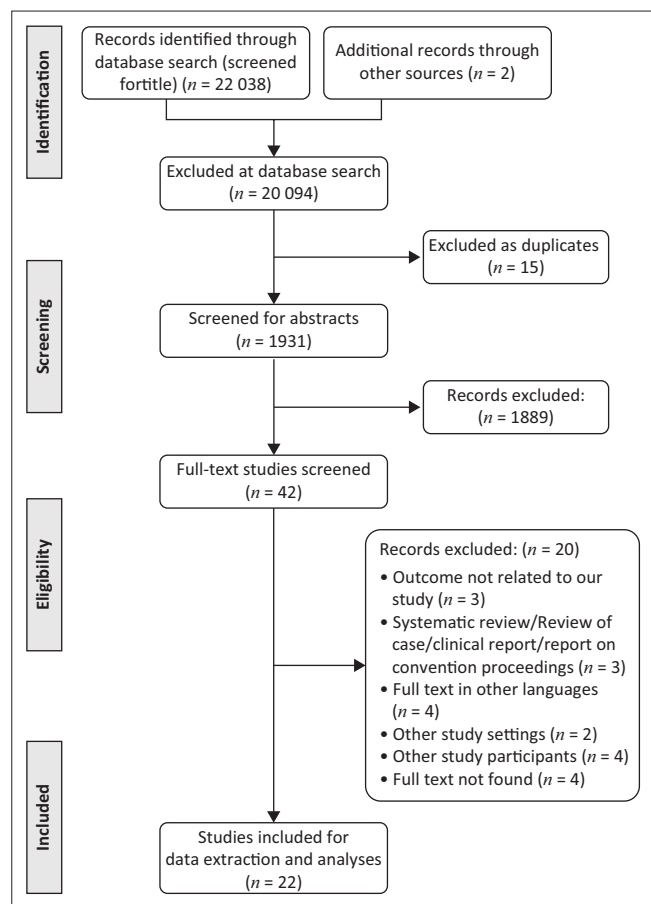 Identification
Records identified through
database search (screened
fortitle) (n = 22 038)
Additional records through
other sources (n = 2)
Excluded at database search
(n = 20 094)
Excluded as duplicates
(n = 15)
Screening
Screened for abstracts
(n = 1931)
Records excluded:
(n = 1889)
Full-text studies screened
(n = 42)
Eligibility
Records excluded: (n = 20)
• Outcome not related to our
study (n = 3)
• Systematic review/Review of
case/clinical report/report on
convention proceedings (n = 3)
• Full text in other languages
(n = 4)
• Other study settings (n = 2)
• Other study participants (n = 4)
• Full text not found (n = 4)
Included
Studies included for
data extraction and analyses
(n = 22)